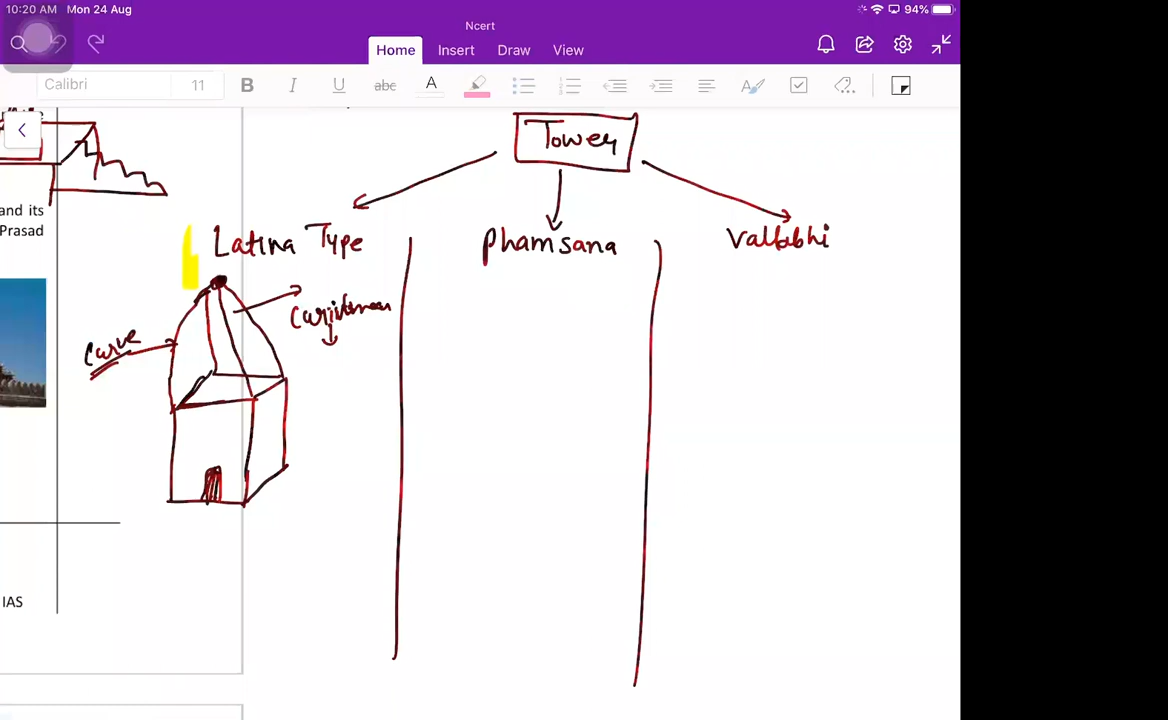 10:20 AM Mon 24 Aug
94%
Ncert
Home Insert Draw View
Calibri 11 B I U abc A
Tower
and its
Prasad
Latina Type
Phamsana
Vallabhi
Curve
IAS